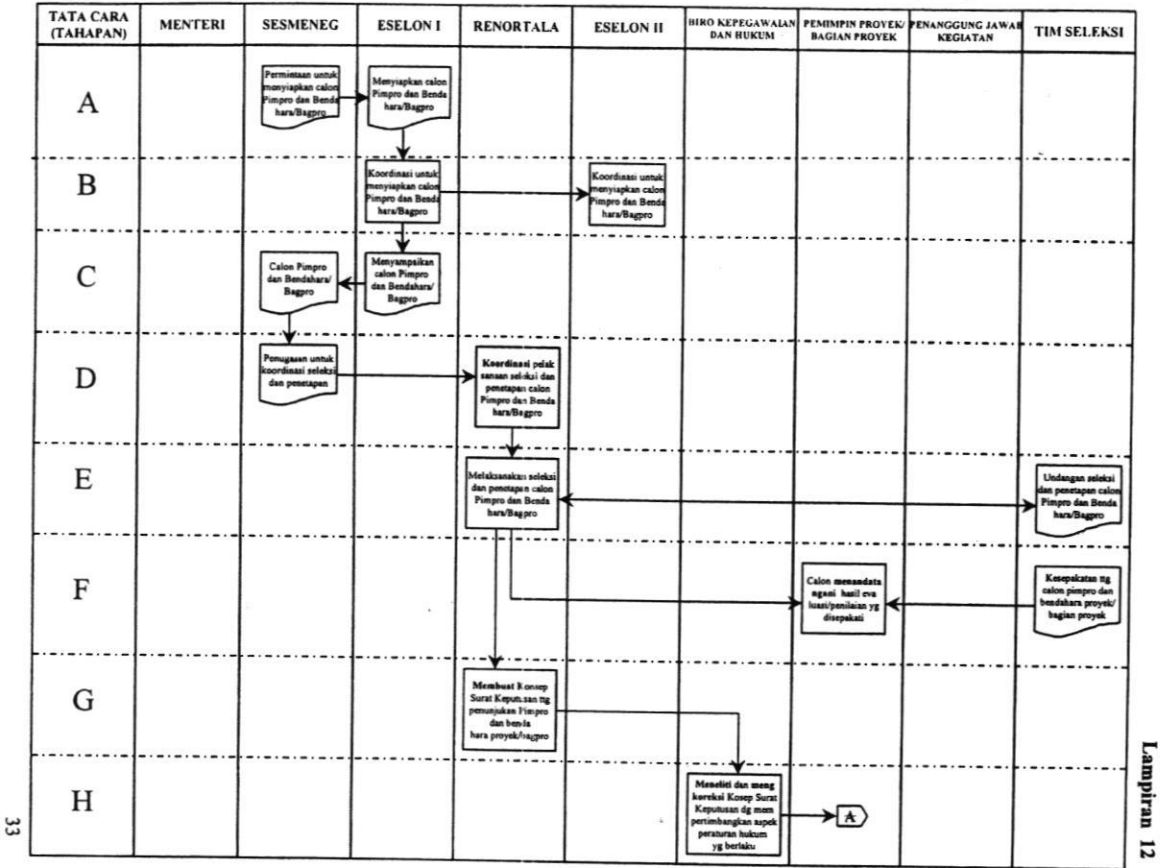 TATA CARA
(TAHAPAN)
MENTERI
SESMENEG
ESELON I
RENORTALA
ESELON II
BIRO KEPEGAWAIAN
DAN HUKUM
PEMIMPIN PROYEK/
BAGIAN PROYEK
PENANGGUNG JAWAB
KEGIATAN
TIM SELEKSI
A
Permintaan untuk
menyiapkan calon
Pimpro dan Benda
hara/Bagpro
Menyiapkan calon
Pimpro dan Benda
hara/Bagpro
B
Koordinasi untuk
menyiapkan calon
Pimpro dan Benda
hara/Bagpro
Koordinasi untuk
menyiapkan calon
Pimpro dan Benda
hara/Bagpro
C
Calon Pimpro
dan Bendahara/
Bagpro
Menyampaikan
calon Pimpro
dan Bendahara/
Bagpro
D
Penugasan untuk
koordinasi seleksi
dan penetapan
Koordinasi pelak
sanaan seleksi dan
penetapan calon
Pimpro dan Benda
hara/Bagpro
E
Melaksanakan seleksi
dan penetapan calon
Pimpro dan Benda
hara/Bagpro
Undangan seleksi
dan penetapan calon
Pimpro dan Benda
hara/Bagpro
F
Calon menandata
ngani hasil eva
luasi/penilaian yg
disepakati
Kesepakatan ttg
calon pimpro dan
bendahara proyek/
bagian proyek
G
Membuat Konsep
Surat Keputusan ttg
penunjukan Pimpro
dan benda
hara proyek/bagpro
H
Meneliti dan meng
koreksi Kosep Surat
Keputusan dg mem
pertimbangkan aspek
peraturan hukum
yg berlaku
A
Lampiran 12
33